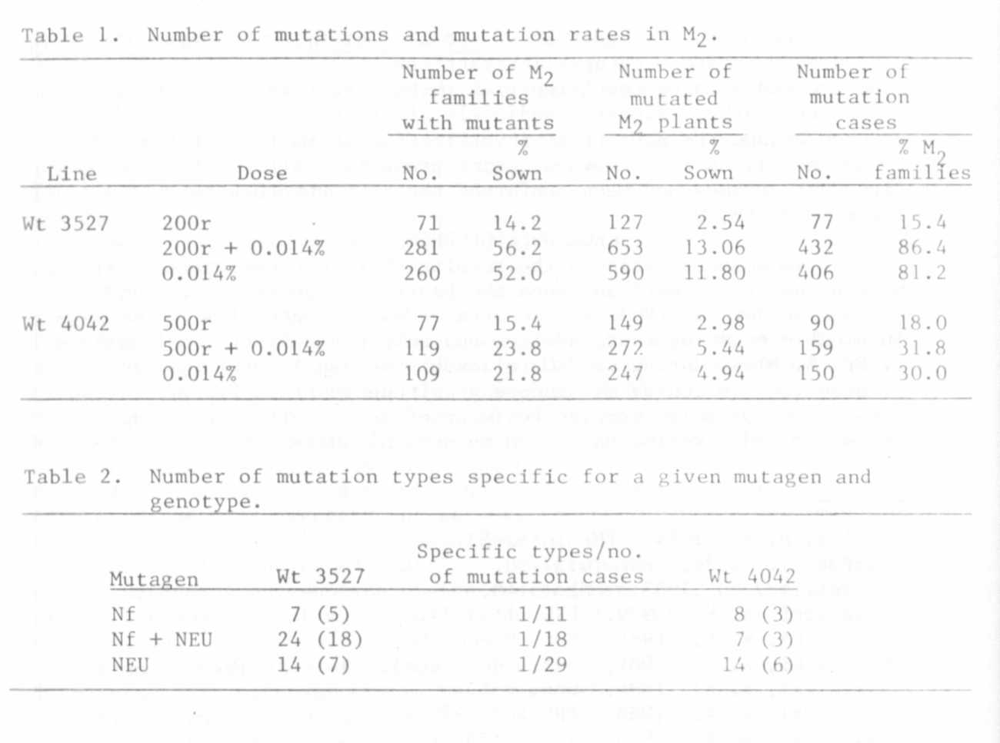 Table 1. Number of mutations and mutation rates in M2.
Number of M2 Number of Number of
families mutated mutation
with mutants M2 plants cases
% % % M2
Line Dose No. Sown No. Sown No. families
Wt 3527 200r 71 14.2 127 2.54 77 15.4
200r + 0.014% 281 56.2 653 13.06 432 86.4
0.014% 260 52.0 590 11.80 406 81.2
Wt 4042 500r 77 15.4 149 2.98 90 18.0
500r + 0.014% 119 23.8 272 5.44 159 31.8
0.014% 109 21.8 247 4.94 150 30.0
Table 2. Number of mutation types specific for a given mutagen and
genotype.
Specific types/no.
Mutagen Wt 3527 of mutation cases Wt 4042
Nf 7 (5) 1/11 8 (3)
Nf + NEU 24 (18) 1/18 7 (3)
NEU 14 (7) 1/29 14 (6)